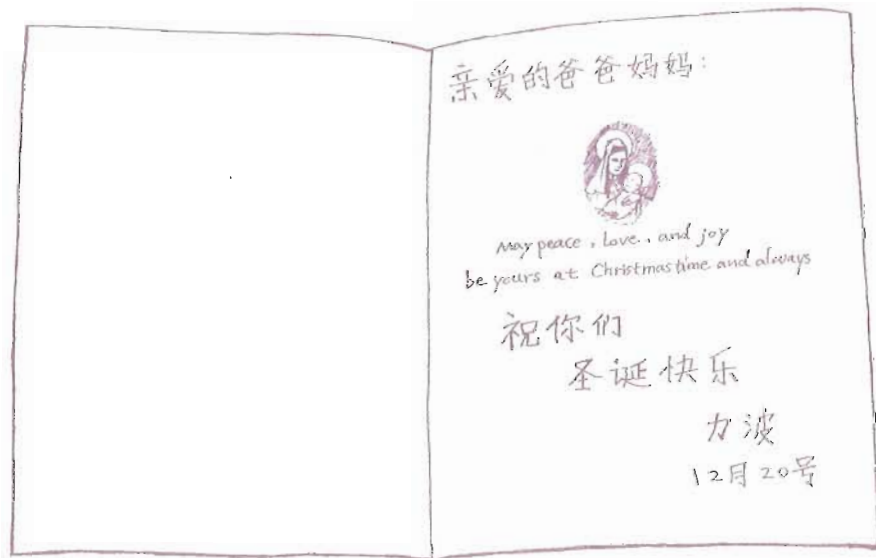 亲爱的爸爸妈妈：
May peace, love, and joy
be yours at Christmastime and always
祝你们
圣诞快乐
力波
12月20号